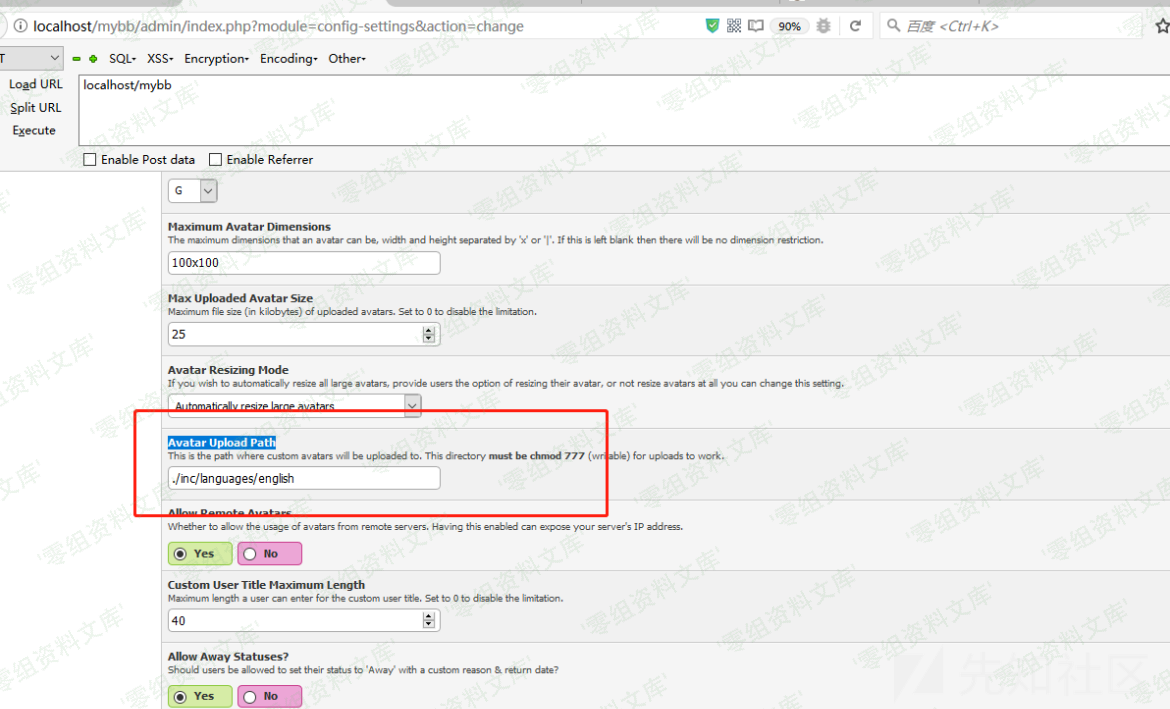 localhost/mybb/admin/index.php?module=config-settings&action=change
90%
百度 <Ctrl+K>
T
SQL▾ XSS▾ Encryption▾ Encoding▾ Other▾
Load URL
localhost/mybb
Split URL
Execute
Enable Post data
Enable Referrer
G
Maximum Avatar Dimensions
The maximum dimensions that an avatar can be, width and height separated by 'x' or '|'. If this is left blank then there will be no dimension restriction.
100x100
Max Uploaded Avatar Size
Maximum file size (in kilobytes) of uploaded avatars. Set to 0 to disable the limitation.
25
Avatar Resizing Mode
If you wish to automatically resize all large avatars, provide users the option of resizing their avatar, or not resize avatars at all you can change this setting.
Automatically resize large avatars
Avatar Upload Path
This is the path where custom avatars will be uploaded to. This directory must be chmod 777 (writable) for uploads to work.
./inc/languages/english
Allow Remote Avatars
Whether to allow the usage of avatars from remote servers. Having this enabled can expose your server's IP address.
Yes No
Custom User Title Maximum Length
Maximum length a user can enter for the custom user title. Set to 0 to disable the limitation.
40
Allow Away Statuses?
Should users be allowed to set their status to 'Away' with a custom reason & return date?
Yes No
零组资料文库
先知社区